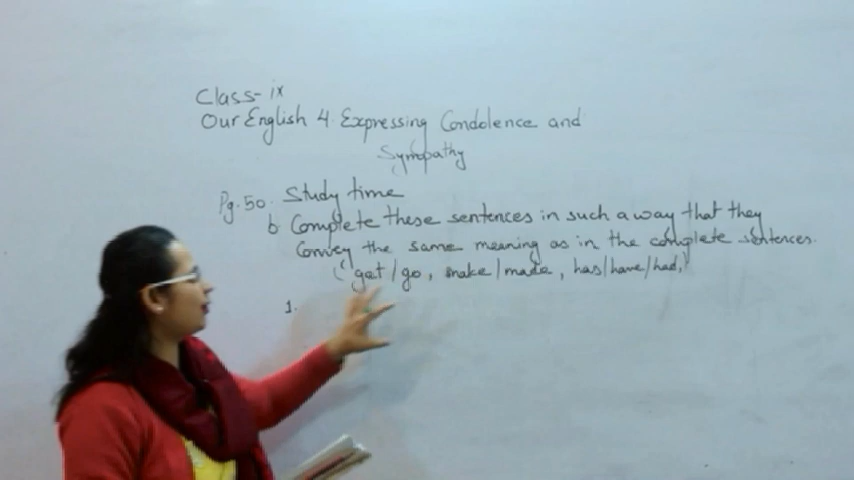 Class-ix
Our English 4. Expressing Condolence and
Sympathy
Pg.50. Study time
b. Complete these sentences in such a way that they
Convey the same meaning as in the complete sentences.
( 'get/go, make/made, has/have/had,'
1.